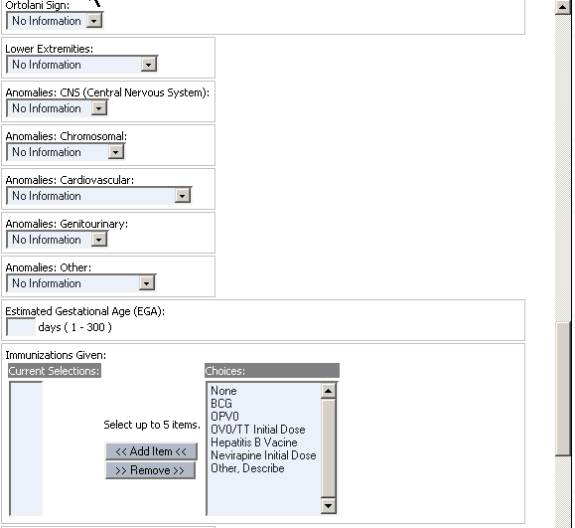 Ortolani Sign:
No Information
Lower Extremities:
No Information
Anomalies: CNS (Central Nervous System):
No Information
Anomalies: Chromosomal:
No Information
Anomalies: Cardiovascular:
No Information
Anomalies: Genitourinary:
No Information
Anomalies: Other:
No Information
Estimated Gestational Age (EGA):
days ( 1 - 300 )
Immunizations Given:
Current Selections:
Select up to 5 items.
<< Add Item <<
>> Remove >>
Choices:
None
BCG
OPV0
OV0/TT Initial Dose
Hepatitis B Vacine
Nevirapine Initial Dose
Other, Describe